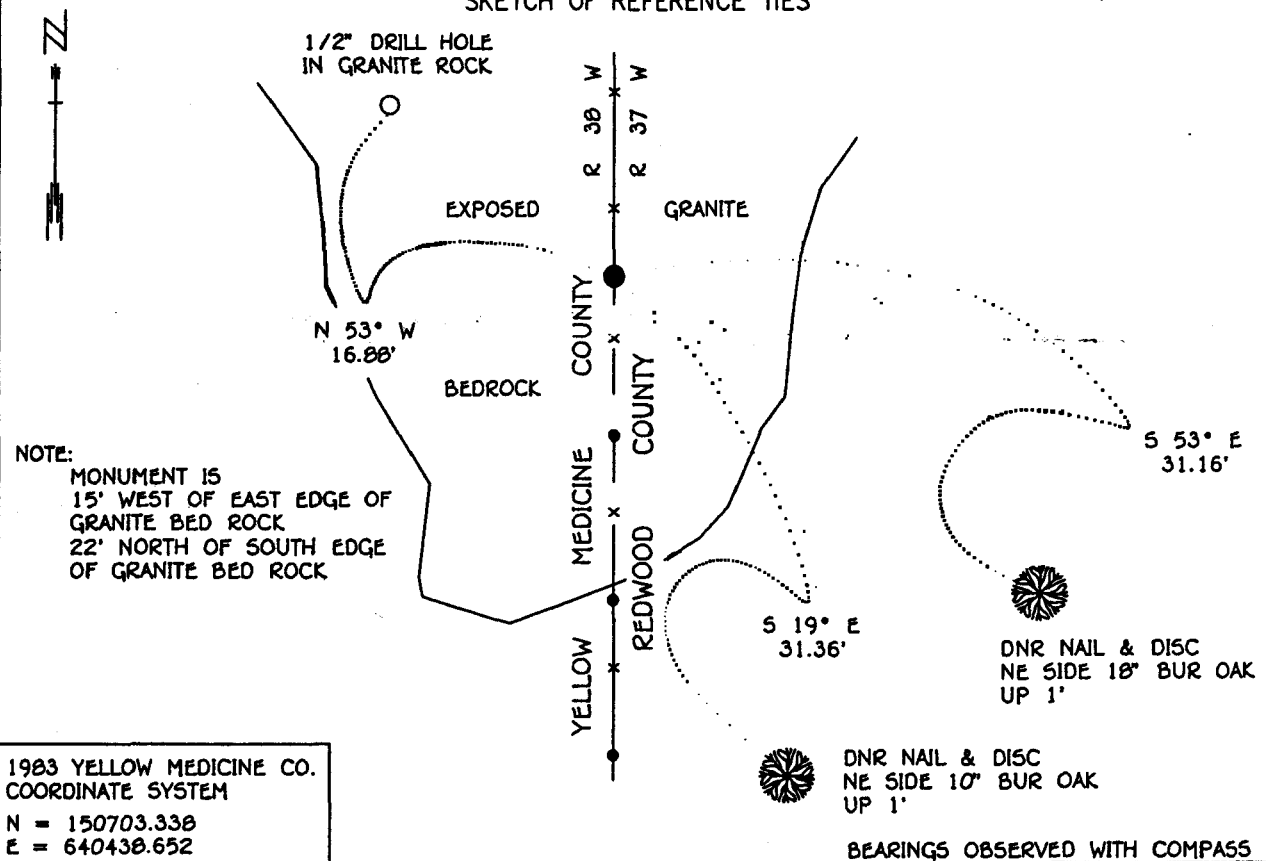 SKETCH OF REFERENCE TIES
N
1/2" DRILL HOLE
IN GRANITE ROCK
R 38 W
R 37 W
EXPOSED
GRANITE
N 53° W
16.88'
BEDROCK
YELLOW MEDICINE COUNTY
REDWOOD COUNTY
S 53° E
31.16'
NOTE:
MONUMENT IS
15' WEST OF EAST EDGE OF
GRANITE BED ROCK
22' NORTH OF SOUTH EDGE
OF GRANITE BED ROCK
S 19° E
31.36'
DNR NAIL & DISC
NE SIDE 18" BUR OAK
UP 1'
DNR NAIL & DISC
NE SIDE 10" BUR OAK
UP 1'
1983 YELLOW MEDICINE CO.
COORDINATE SYSTEM
N = 150703.338
E = 640438.652
BEARINGS OBSERVED WITH COMPASS